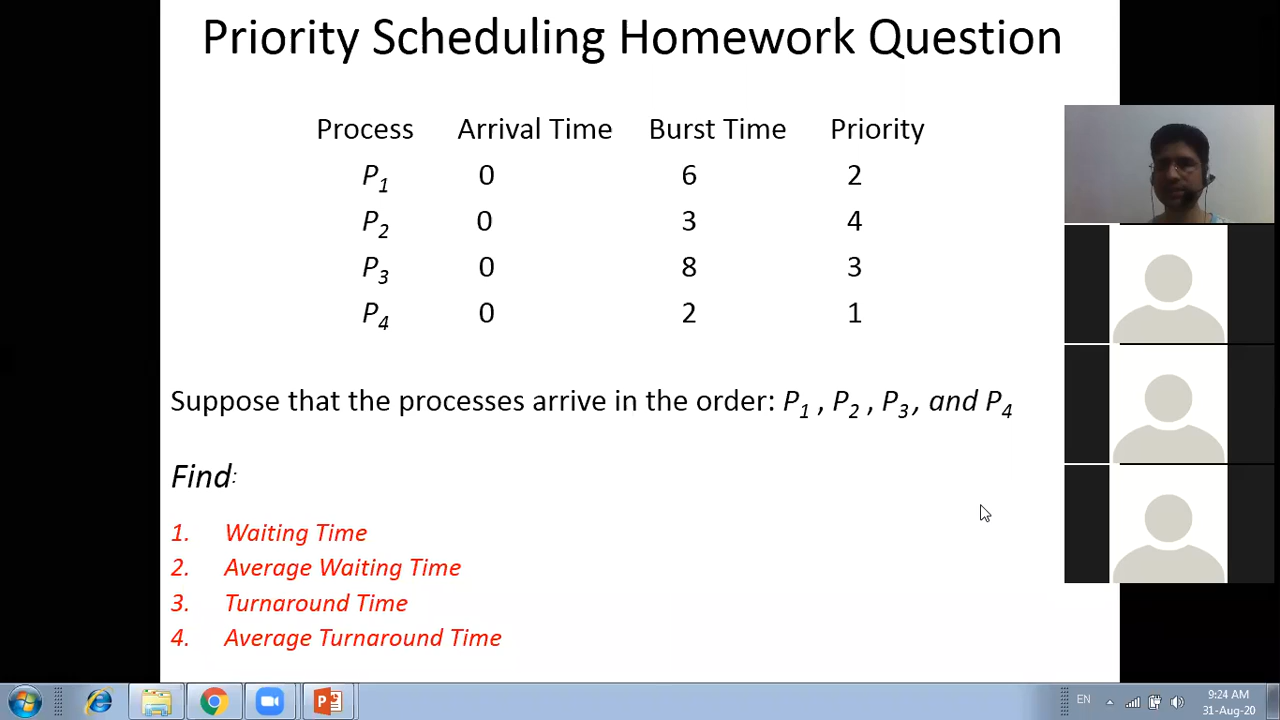 Priority Scheduling Homework Question
Process Arrival Time Burst Time Priority
P1 0 6 2
P2 0 3 4
P3 0 8 3
P4 0 2 1
Suppose that the processes arrive in the order: P1 , P2 , P3, and P4
Find:
1. Waiting Time
2. Average Waiting Time
3. Turnaround Time
4. Average Turnaround Time
EN
9:24 AM
31-Aug-20